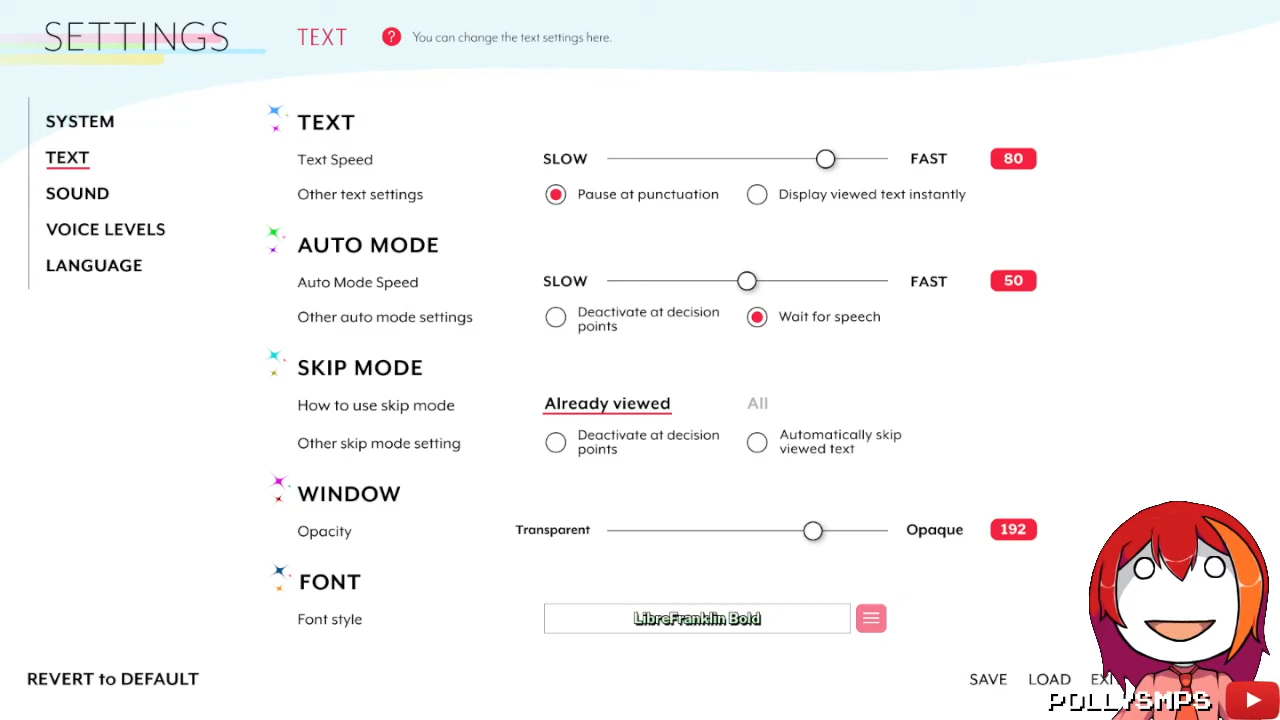 SETTINGS
TEXT
? You can change the text settings here.
SYSTEM
TEXT
SOUND
VOICE LEVELS
LANGUAGE
TEXT
Text Speed SLOW FAST 80
Other text settings Pause at punctuation Display viewed text instantly
AUTO MODE
Auto Mode Speed SLOW FAST 50
Other auto mode settings Deactivate at decision
points Wait for speech
SKIP MODE
How to use skip mode Already viewed All
Other skip mode setting Deactivate at decision
points Automatically skip
viewed text
WINDOW
Opacity Transparent Opaque 192
FONT
Font style LibreFranklin Bold
REVERT to DEFAULT
SAVE LOAD
POLLYSMPS